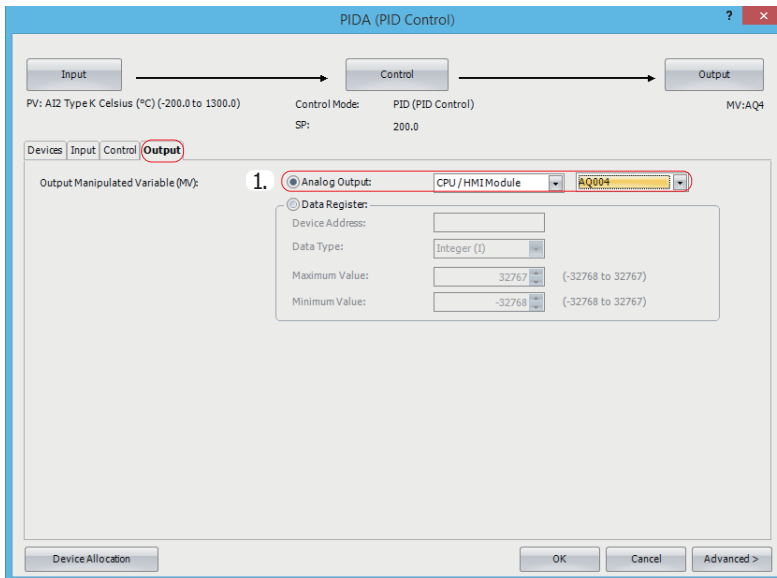 PIDA (PID Control)
?
Input
Control
Output
PV: AI2 Type K Celsius (°C) (-200.0 to 1300.0)
Control Mode: PID (PID Control)
MV:AQ4
SP: 200.0
Devices Input Control Output
Output Manipulated Variable (MV): 1. Analog Output: CPU / HMI Module AQ004
Data Register:
Device Address:
Data Type: Integer (I)
Maximum Value: 32767 (-32768 to 32767)
Minimum Value: -32768 (-32768 to 32767)
Device Allocation OK Cancel Advanced >